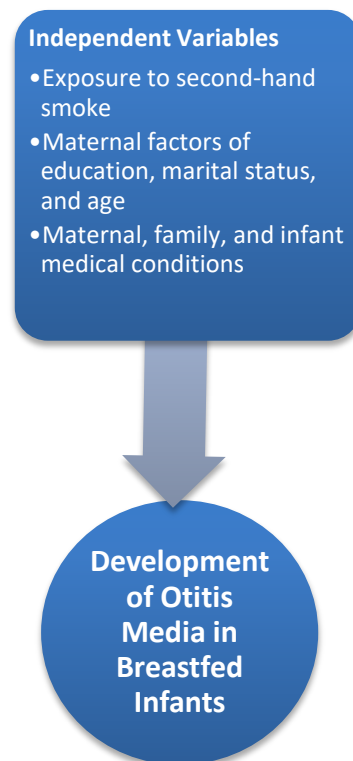 Independent Variables
•Exposure to second-hand
smoke
•Maternal factors of
education, marital status,
and age
•Maternal, family, and infant
medical conditions
Development
of Otitis
Media in
Breastfed
Infants